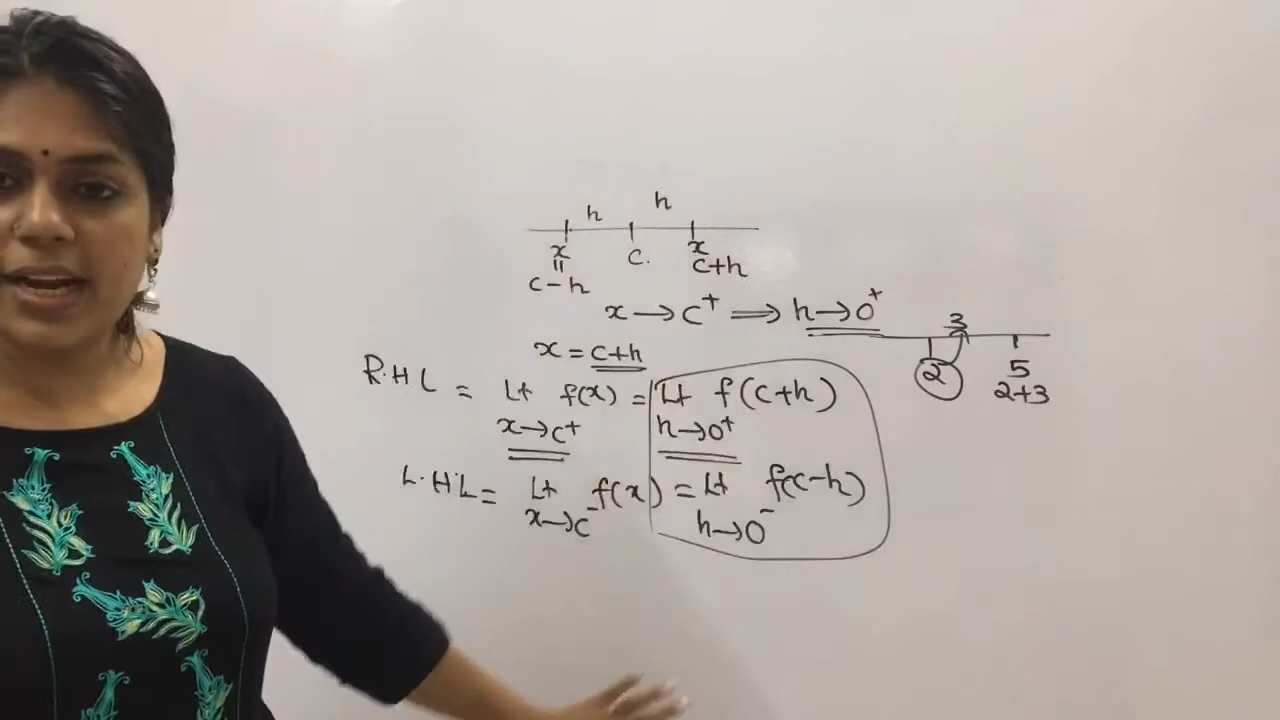 h h
x c. x
= c+h
c-h
x → c⁺ ⟹ h→0⁺
3
x = c+h
2 5
2+3
R.H L = Lt f(x) = Lt f(c+h)
x→c⁺ h→0⁺
L.H.L = Lt f(x) = Lt f(c-h)
x→c⁻ h→0⁻